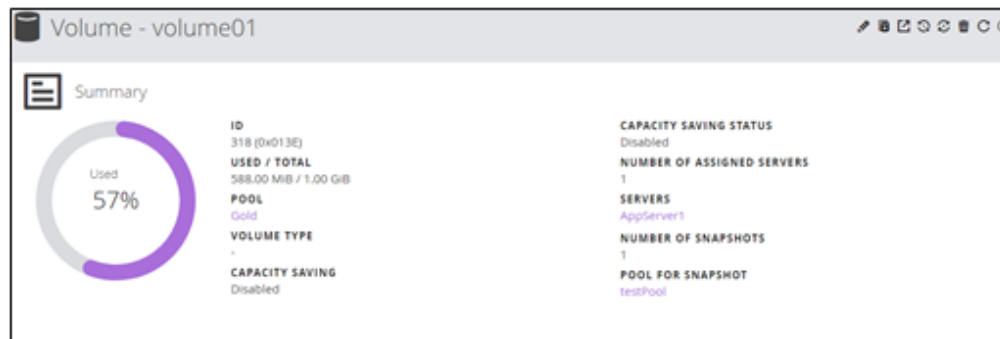 Volume - volume01
Summary
Used
57%
ID
318 (0x013E)
USED / TOTAL
588.00 MiB / 1.00 GiB
POOL
Gold
VOLUME TYPE
-
CAPACITY SAVING
Disabled
CAPACITY SAVING STATUS
Disabled
NUMBER OF ASSIGNED SERVERS
1
SERVERS
AppServer1
NUMBER OF SNAPSHOTS
1
POOL FOR SNAPSHOT
testPool